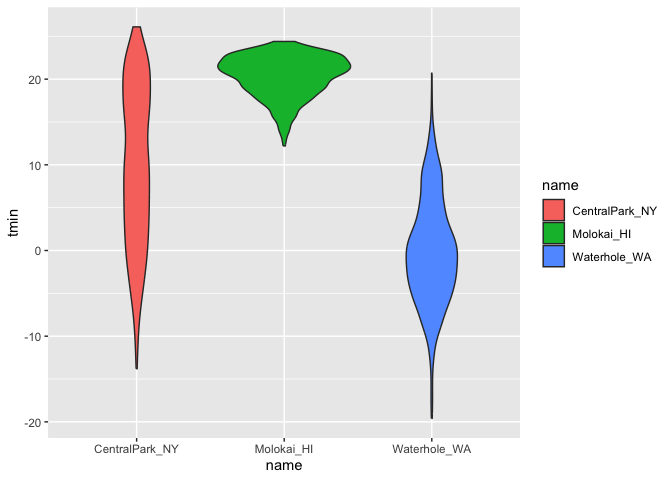 tmin
20
10
0
-10
-20
CentralPark_NY
Molokai_HI
Waterhole_WA
name
name
CentralPark_NY
Molokai_HI
Waterhole_WA